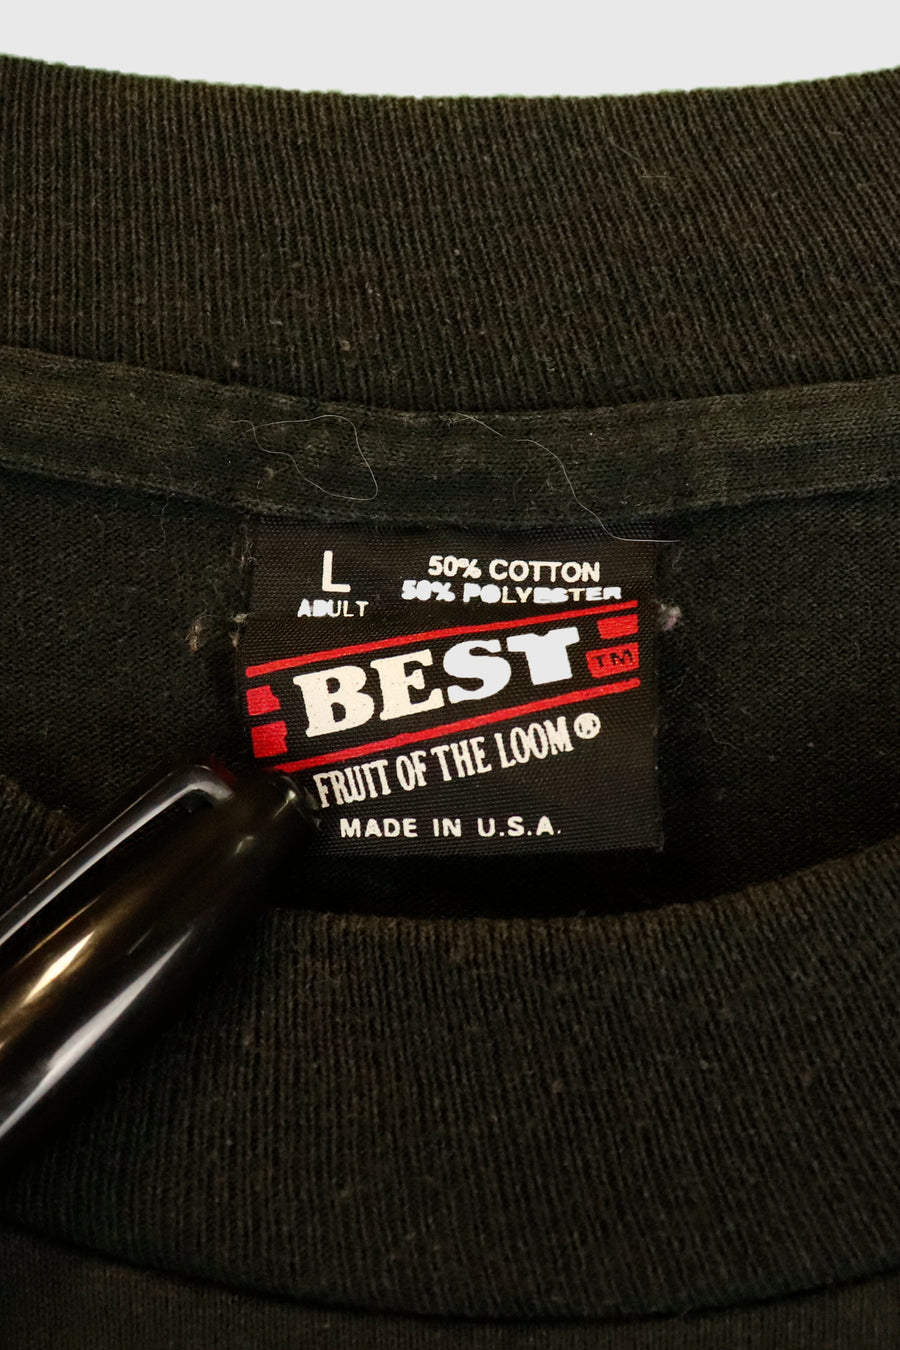 L
ADULT
50% COTTON
50% POLYESTER
BEST TM
FRUIT OF THE LOOM ®
MADE IN U.S.A.